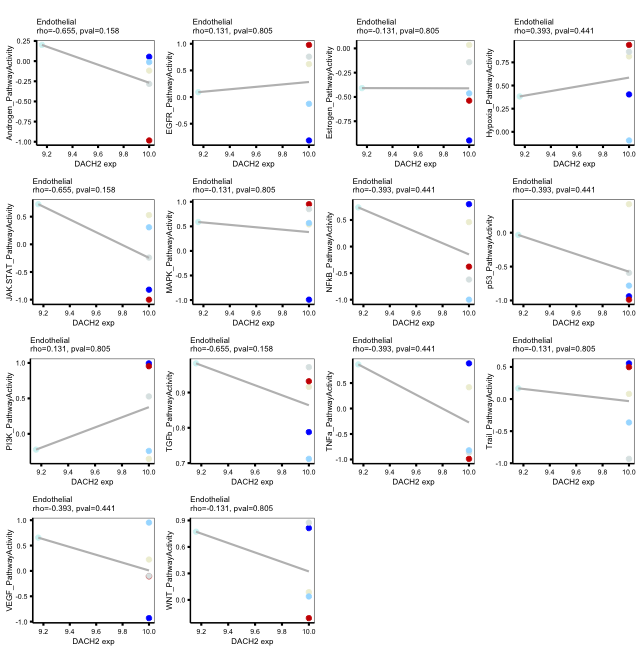 Endothelial
rho=-0.655, pval=0.158
Androgen_PathwayActivity
0.25
0.00
-0.25
-0.50
-0.75
-1.00
9.2 9.4 9.6 9.8 10.0
DACH2 exp
Endothelial
rho=0.131, pval=0.805
EGFR_PathwayActivity
1.0
0.5
0.0
-0.5
9.2 9.4 9.6 9.8 10.0
DACH2 exp
Endothelial
rho=-0.131, pval=0.805
Estrogen_PathwayActivity
0.00
-0.25
-0.50
-0.75
9.2 9.4 9.6 9.8 10.0
DACH2 exp
Endothelial
rho=0.393, pval=0.441
Hypoxia_PathwayActivity
0.75
0.50
0.25
0.00
9.2 9.4 9.6 9.8 10.0
DACH2 exp
Endothelial
rho=-0.655, pval=0.158
JAK.STAT_PathwayActivity
0.5
0.0
-0.5
-1.0
9.2 9.4 9.6 9.8 10.0
DACH2 exp
Endothelial
rho=-0.131, pval=0.805
MAPK_PathwayActivity
1.0
0.5
0.0
-0.5
-1.0
9.2 9.4 9.6 9.8 10.0
DACH2 exp
Endothelial
rho=-0.393, pval=0.441
NFkB_PathwayActivity
0.5
0.0
-0.5
-1.0
9.2 9.4 9.6 9.8 10.0
DACH2 exp
Endothelial
rho=-0.393, pval=0.441
p53_PathwayActivity
0.5
0.0
-0.5
-1.0
9.2 9.4 9.6 9.8 10.0
DACH2 exp
Endothelial
rho=0.131, pval=0.805
PI3K_PathwayActivity
1.0
0.5
0.0
9.2 9.4 9.6 9.8 10.0
DACH2 exp
Endothelial
rho=-0.655, pval=0.158
TGFb_PathwayActivity
0.9
0.8
0.7
9.2 9.4 9.6 9.8 10.0
DACH2 exp
Endothelial
rho=-0.393, pval=0.441
TNFa_PathwayActivity
0.5
0.0
-0.5
-1.0
9.2 9.4 9.6 9.8 10.0
DACH2 exp
Endothelial
rho=-0.131, pval=0.805
Trail_PathwayActivity
0.5
0.0
-0.5
-1.0
9.2 9.4 9.6 9.8 10.0
DACH2 exp
Endothelial
rho=-0.393, pval=0.441
VEGF_PathwayActivity
1.0
0.5
0.0
-0.5
-1.0
9.2 9.4 9.6 9.8 10.0
DACH2 exp
Endothelial
rho=-0.131, pval=0.805
WNT_PathwayActivity
0.9
0.6
0.3
0.0
9.2 9.4 9.6 9.8 10.0
DACH2 exp